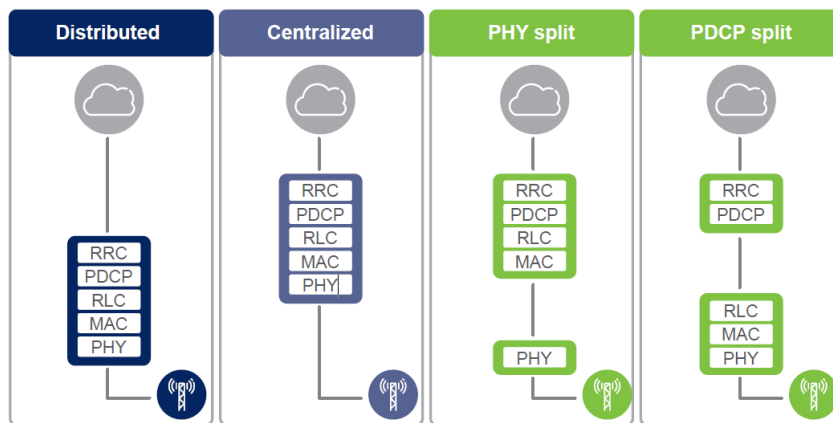 Distributed
RRC
PDCP
RLC
MAC
PHY
Centralized
RRC
PDCP
RLC
MAC
PHY
PHY split
RRC
PDCP
RLC
MAC
PHY
PDCP split
RRC
PDCP
RLC
MAC
PHY